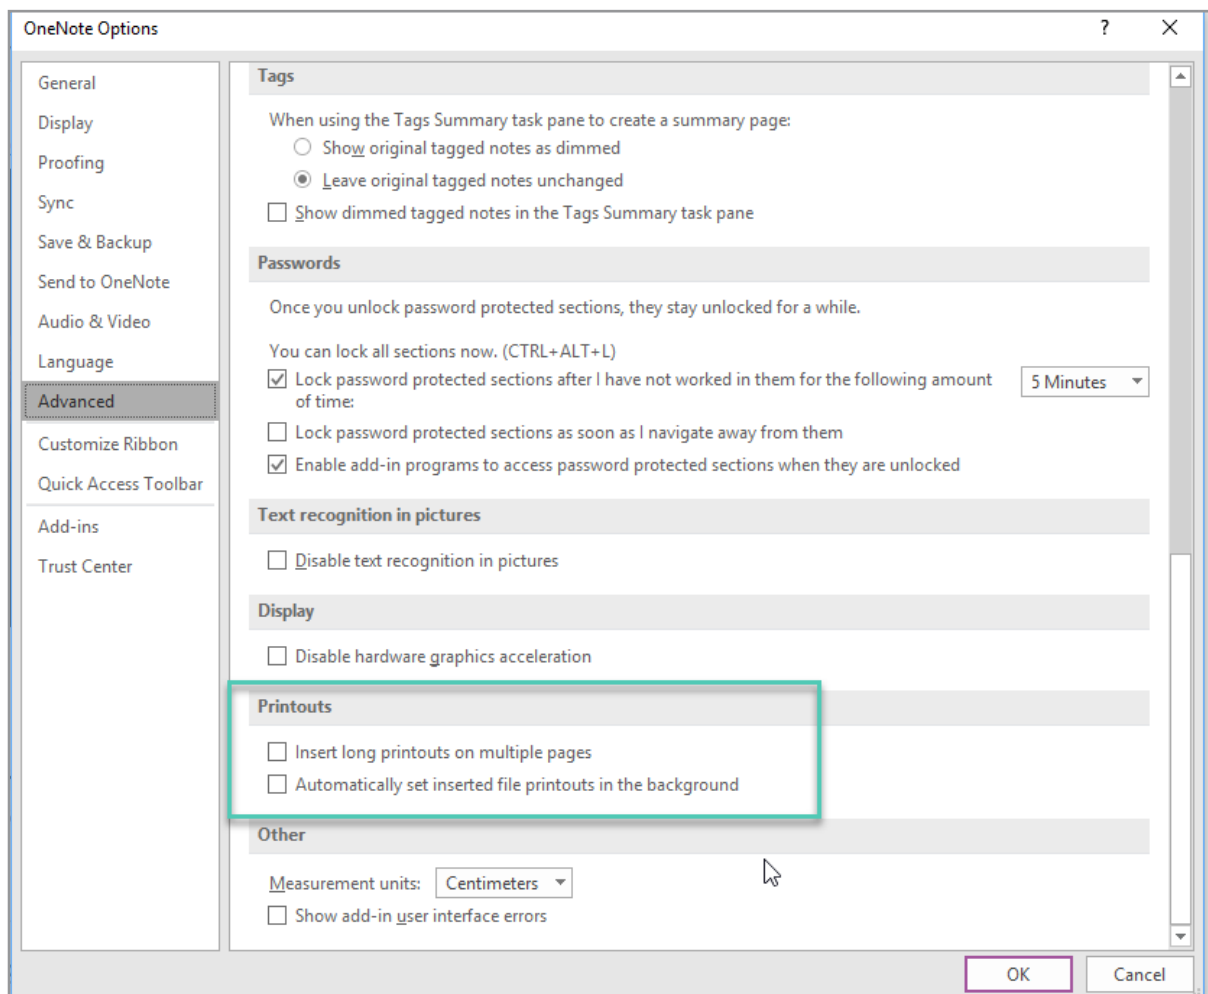 OneNote Options
?
General
Display
Proofing
Sync
Save & Backup
Send to OneNote
Audio & Video
Language
Advanced
Customize Ribbon
Quick Access Toolbar
Add-ins
Trust Center
Tags
When using the Tags Summary task pane to create a summary page:
Show original tagged notes as dimmed
Leave original tagged notes unchanged
Show dimmed tagged notes in the Tags Summary task pane
Passwords
Once you unlock password protected sections, they stay unlocked for a while.
You can lock all sections now. (CTRL+ALT+L)
Lock password protected sections after I have not worked in them for the following amount
of time:
5 Minutes
Lock password protected sections as soon as I navigate away from them
Enable add-in programs to access password protected sections when they are unlocked
Text recognition in pictures
Disable text recognition in pictures
Display
Disable hardware graphics acceleration
Printouts
Insert long printouts on multiple pages
Automatically set inserted file printouts in the background
Other
Measurement units: Centimeters
Show add-in user interface errors
OK
Cancel